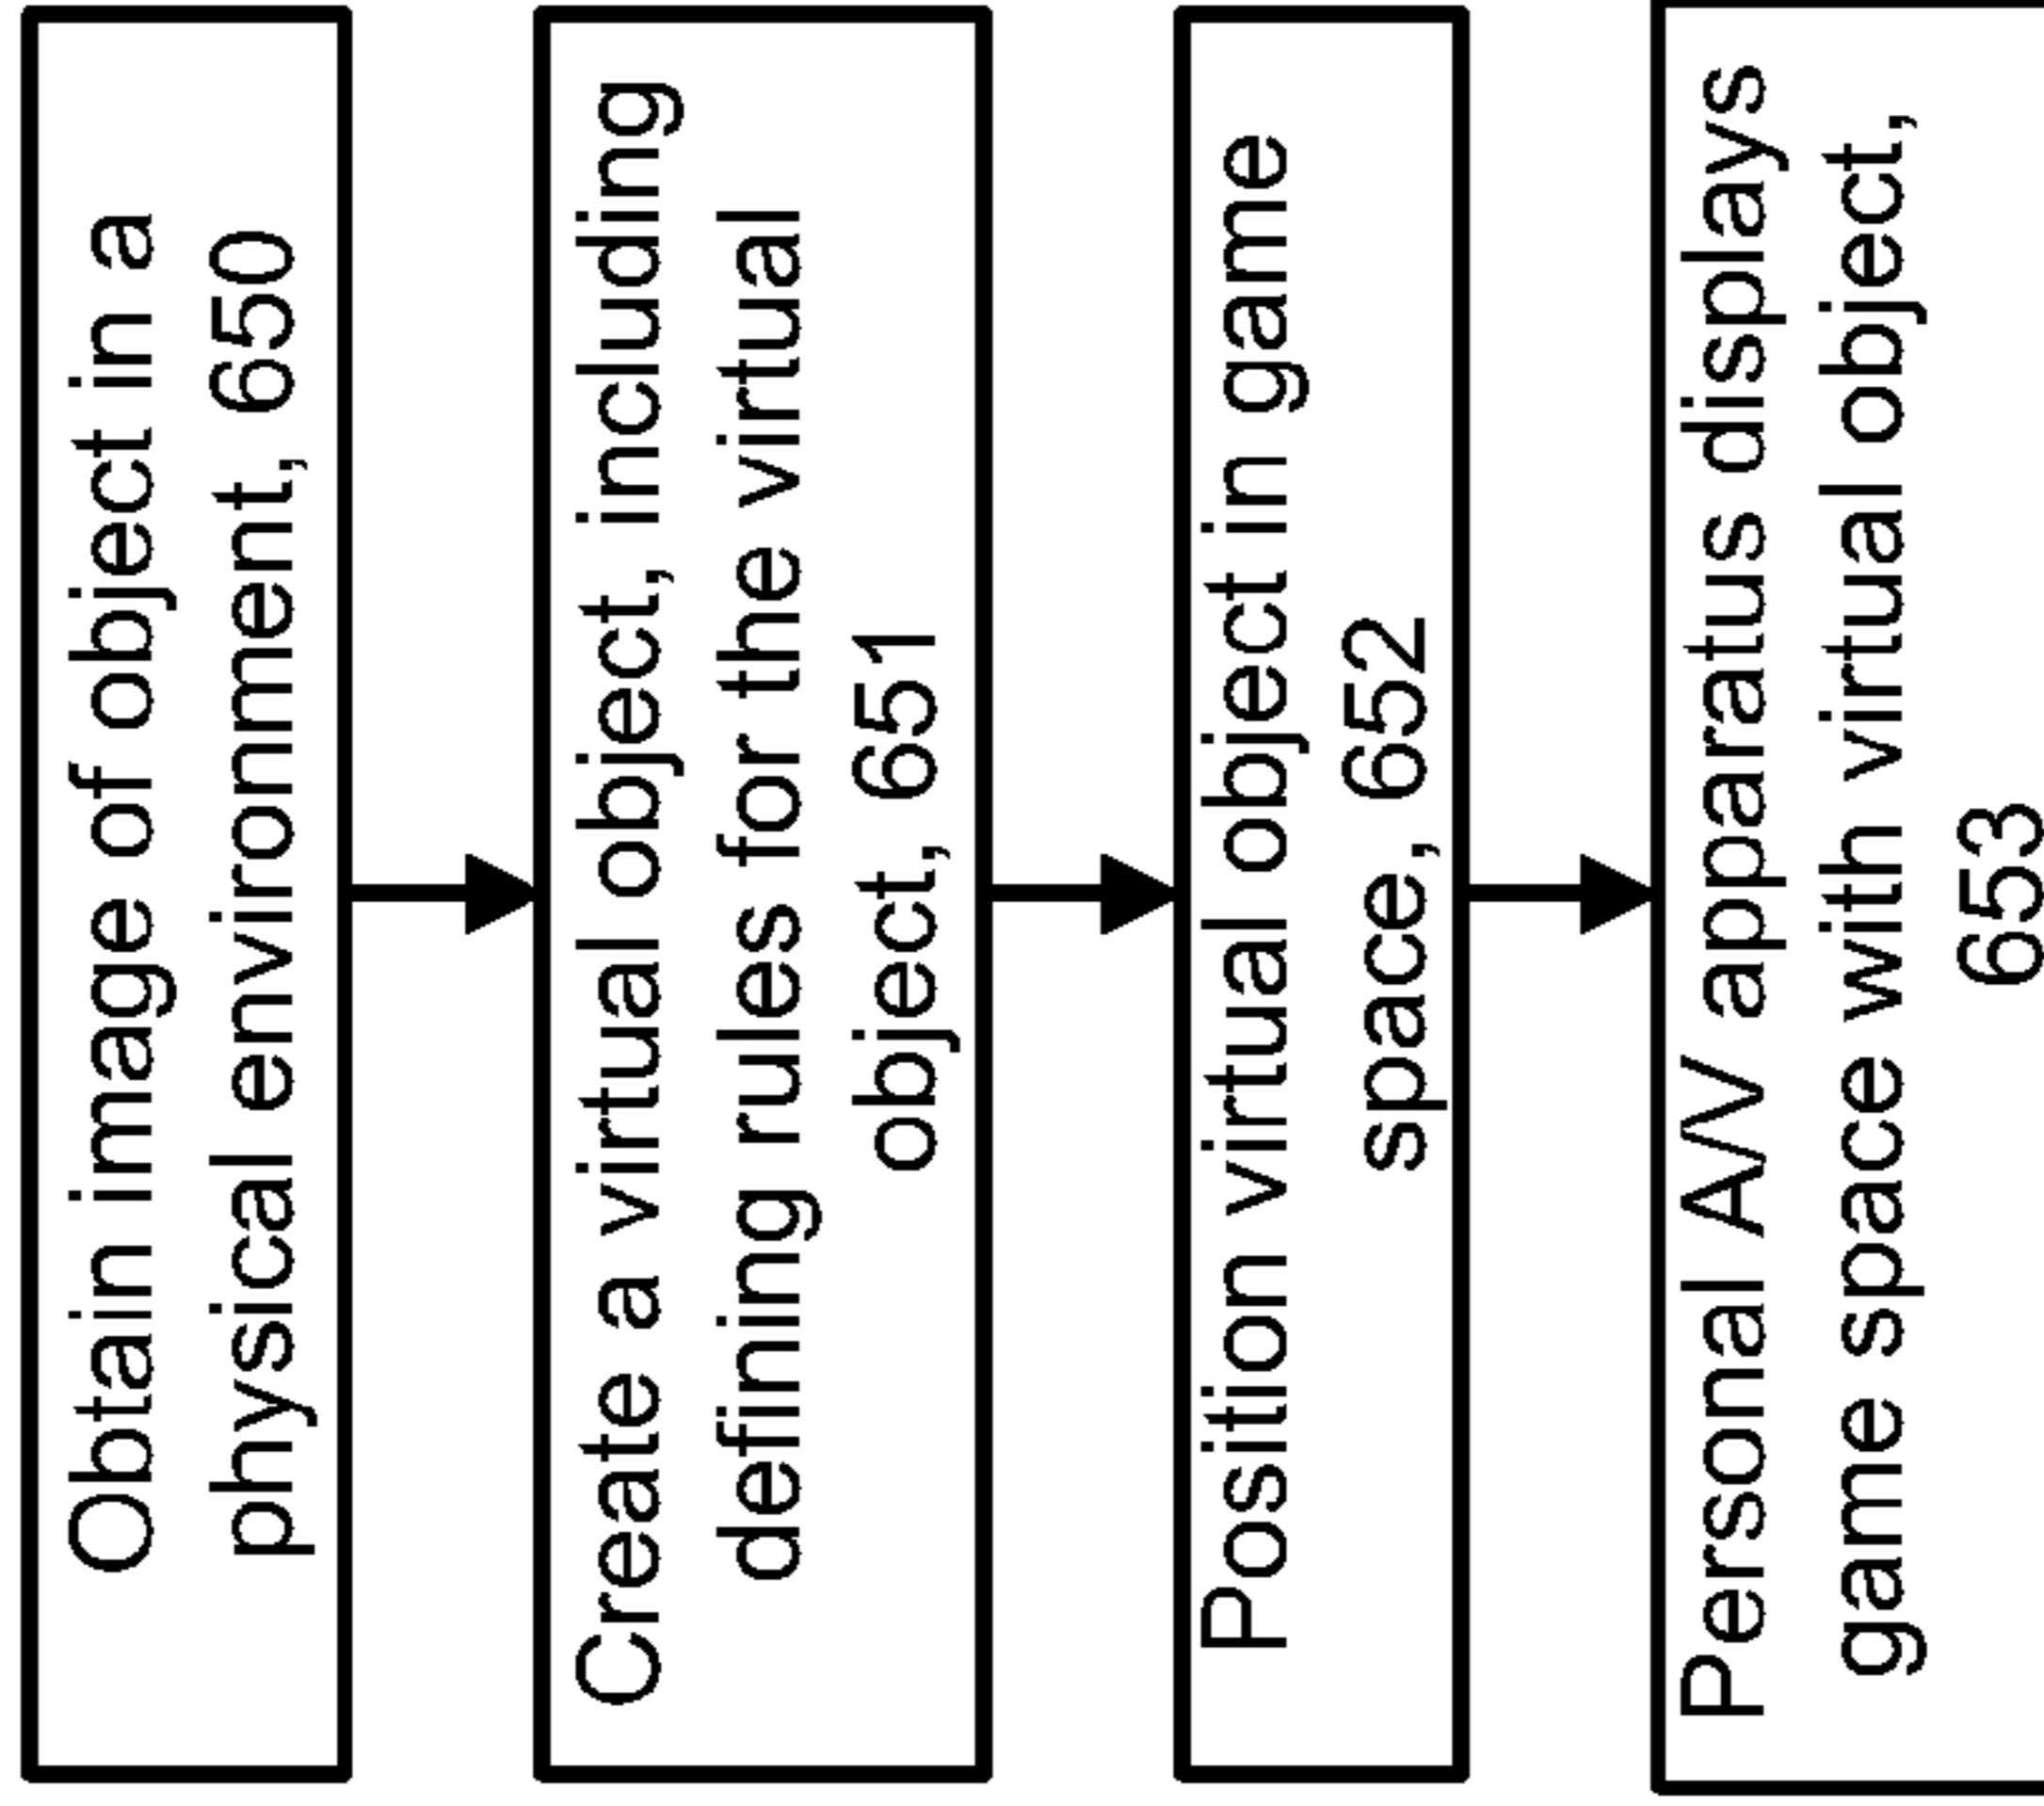 Obtain image of object in a
physical environment, 650
Create a virtual object, including
defining rules for the virtual
object, 651
Position virtual object in game
space, 652
Personal A/V apparatus displays
game space with virtual object,
653